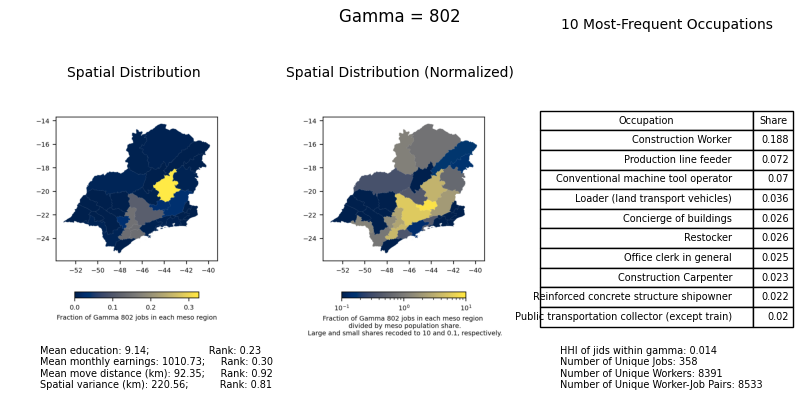 Gamma = 802
10 Most-Frequent Occupations
Spatial Distribution
Spatial Distribution (Normalized)
−14
−16
−18
−20
−22
−24
−52 −50 −48 −46 −44 −42 −40
0.0 0.1 0.2 0.3
Fraction of Gamma 802 jobs in each meso region
−14
−16
−18
−20
−22
−24
−52 −50 −48 −46 −44 −42 −40
10⁻¹ 10⁰ 10¹
Fraction of Gamma 802 jobs in each meso region
divided by meso population share.
Large and small shares recoded to 10 and 0.1, respectively.
Occupation Share
Construction Worker 0.188
Production line feeder 0.072
Conventional machine tool operator 0.07
Loader (land transport vehicles) 0.036
Concierge of buildings 0.026
Restocker 0.026
Office clerk in general 0.025
Construction Carpenter 0.023
Reinforced concrete structure shipowner 0.022
Public transportation collector (except train) 0.02
Mean education: 9.14; Rank: 0.23
Mean monthly earnings: 1010.73; Rank: 0.30
Mean move distance (km): 92.35; Rank: 0.92
Spatial variance (km): 220.56; Rank: 0.81
HHI of jids within gamma: 0.014
Number of Unique Jobs: 358
Number of Unique Workers: 8391
Number of Unique Worker-Job Pairs: 8533